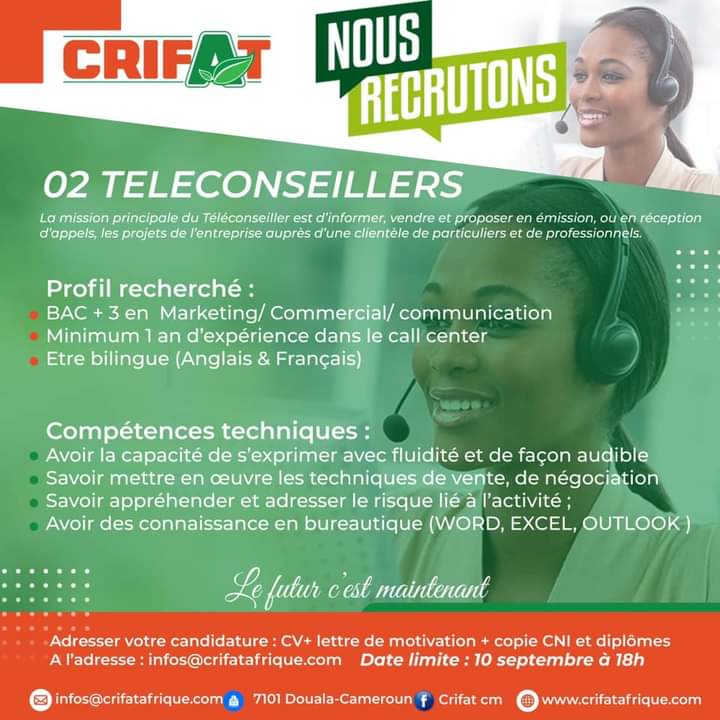 CRIFAT
NOUS
RECRUTONS
02 TELECONSEILLERS
La mission principale du Téléconseiller est d'informer, vendre et proposer en émission, ou en réception
d'appels, les projets de l'entreprise auprès d'une clientèle de particuliers et de professionnels.
Profil recherché :
BAC + 3 en Marketing/ Commercial/ communication
Minimum 1 an d'expérience dans le call center
Etre bilingue (Anglais & Français)
Compétences techniques :
Avoir la capacité de s'exprimer avec fluidité et de façon audible
Savoir mettre en œuvre les techniques de vente, de négociation
Savoir appréhender et adresser le risque lié à l'activité ;
Avoir des connaissance en bureautique (WORD, EXCEL, OUTLOOK )
Le futur c'est maintenant
Adresser votre candidature : CV+ lettre de motivation + copie CNI et diplômes
A l'adresse : infos@crifatafrique.com Date limite : 10 septembre à 18h
infos@crifatafrique.com 7101 Douala-Cameroun Crifat cm www.crifatafrique.com